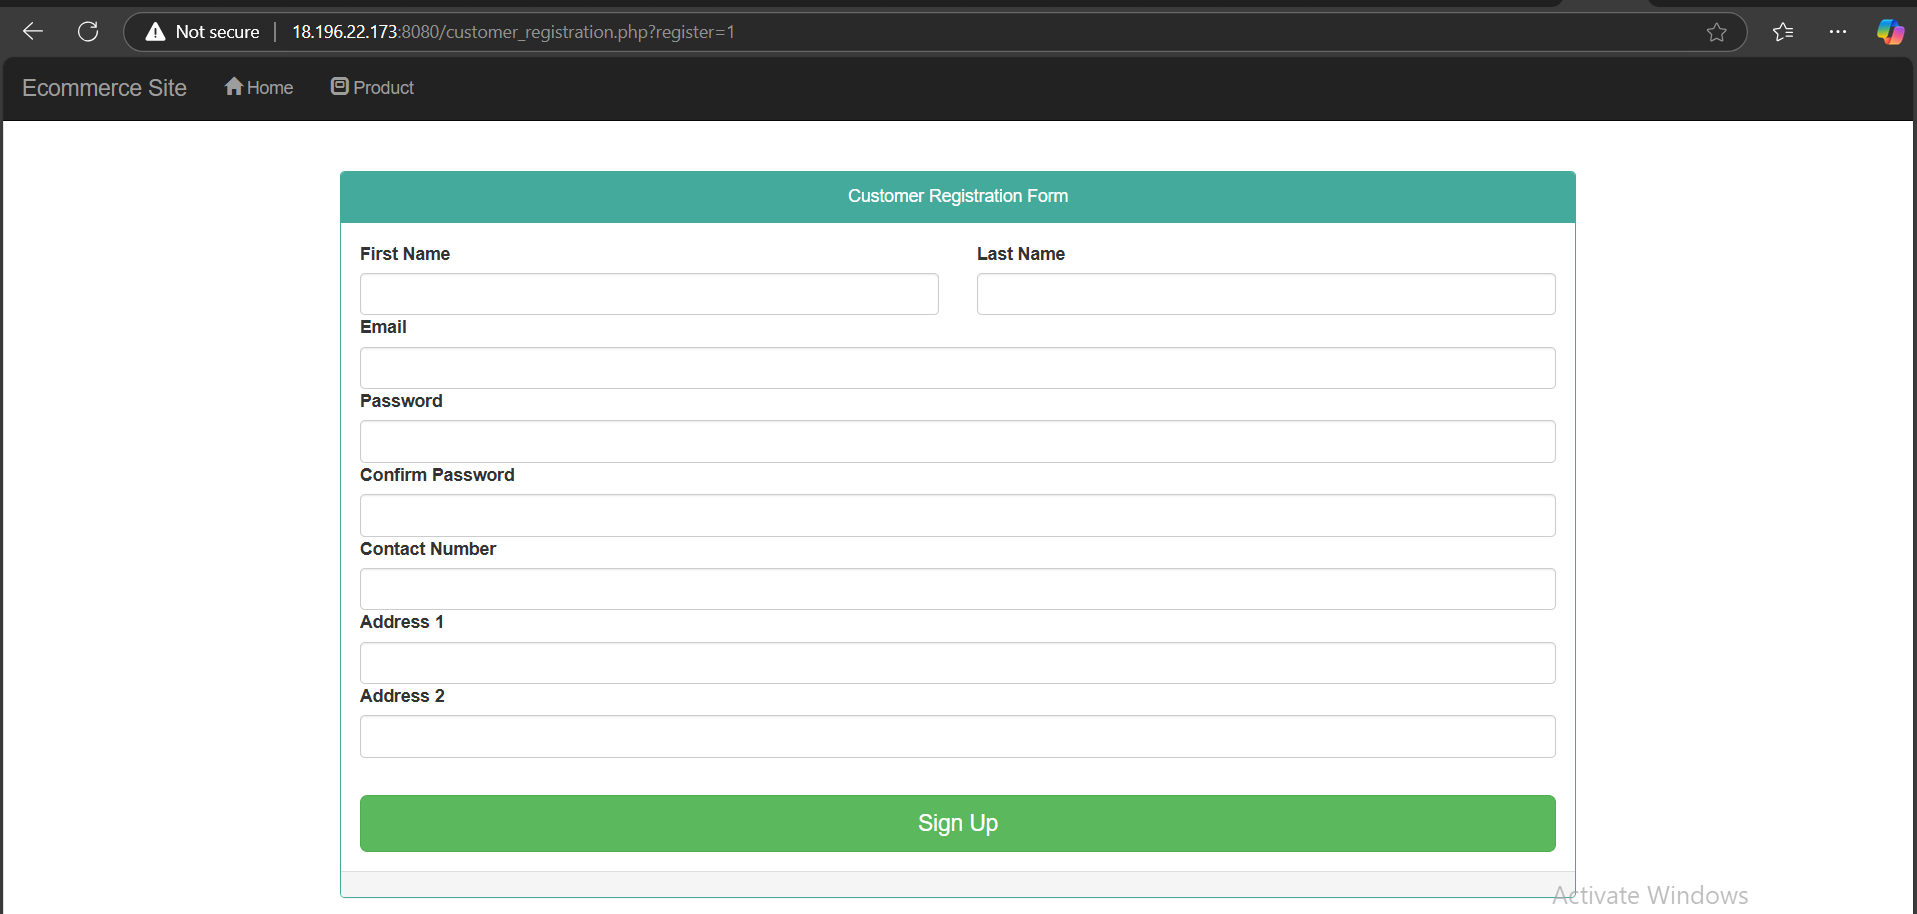 Not secure 18.196.22.173:8080/customer_registration.php?register=1
Ecommerce Site Home Product
Customer Registration Form
First Name Last Name
Email
Password
Confirm Password
Contact Number
Address 1
Address 2
Sign Up
Activate Windows